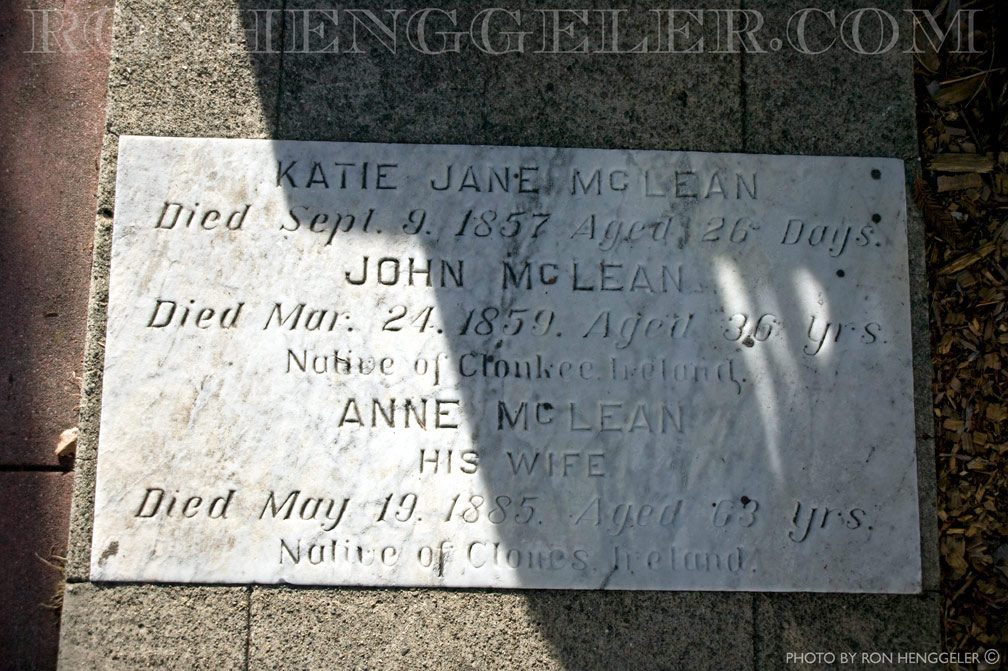 RON HENGGELER.COM
KATIE JANE McLEAN
Died Sept. 9. 1857 Aged 26 Days.
JOHN McLEAN
Died Mar. 24. 1859. Aged 36 Yrs.
Native of Clonkee, Ireland.
ANNE McLEAN
HIS WIFE
Died May 19. 1885. Aged 63 Yrs.
Native of Clones, Ireland.
PHOTO BY RON HENGGELER ©